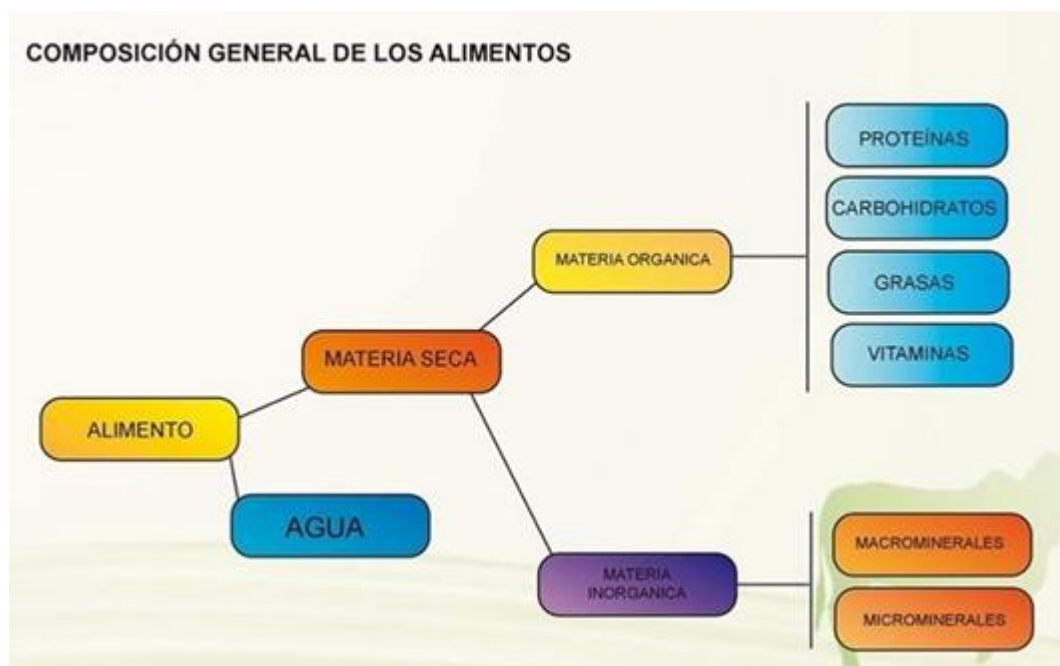 COMPOSICIÓN GENERAL DE LOS ALIMENTOS
PROTEÍNAS
CARBOHIDRATOS
MATERIA ORGANICA
GRASAS
VITAMINAS
MATERIA SECA
ALIMENTO
AGUA
MACROMINERALES
MATERIA
INORGANICA
MICROMINERALES